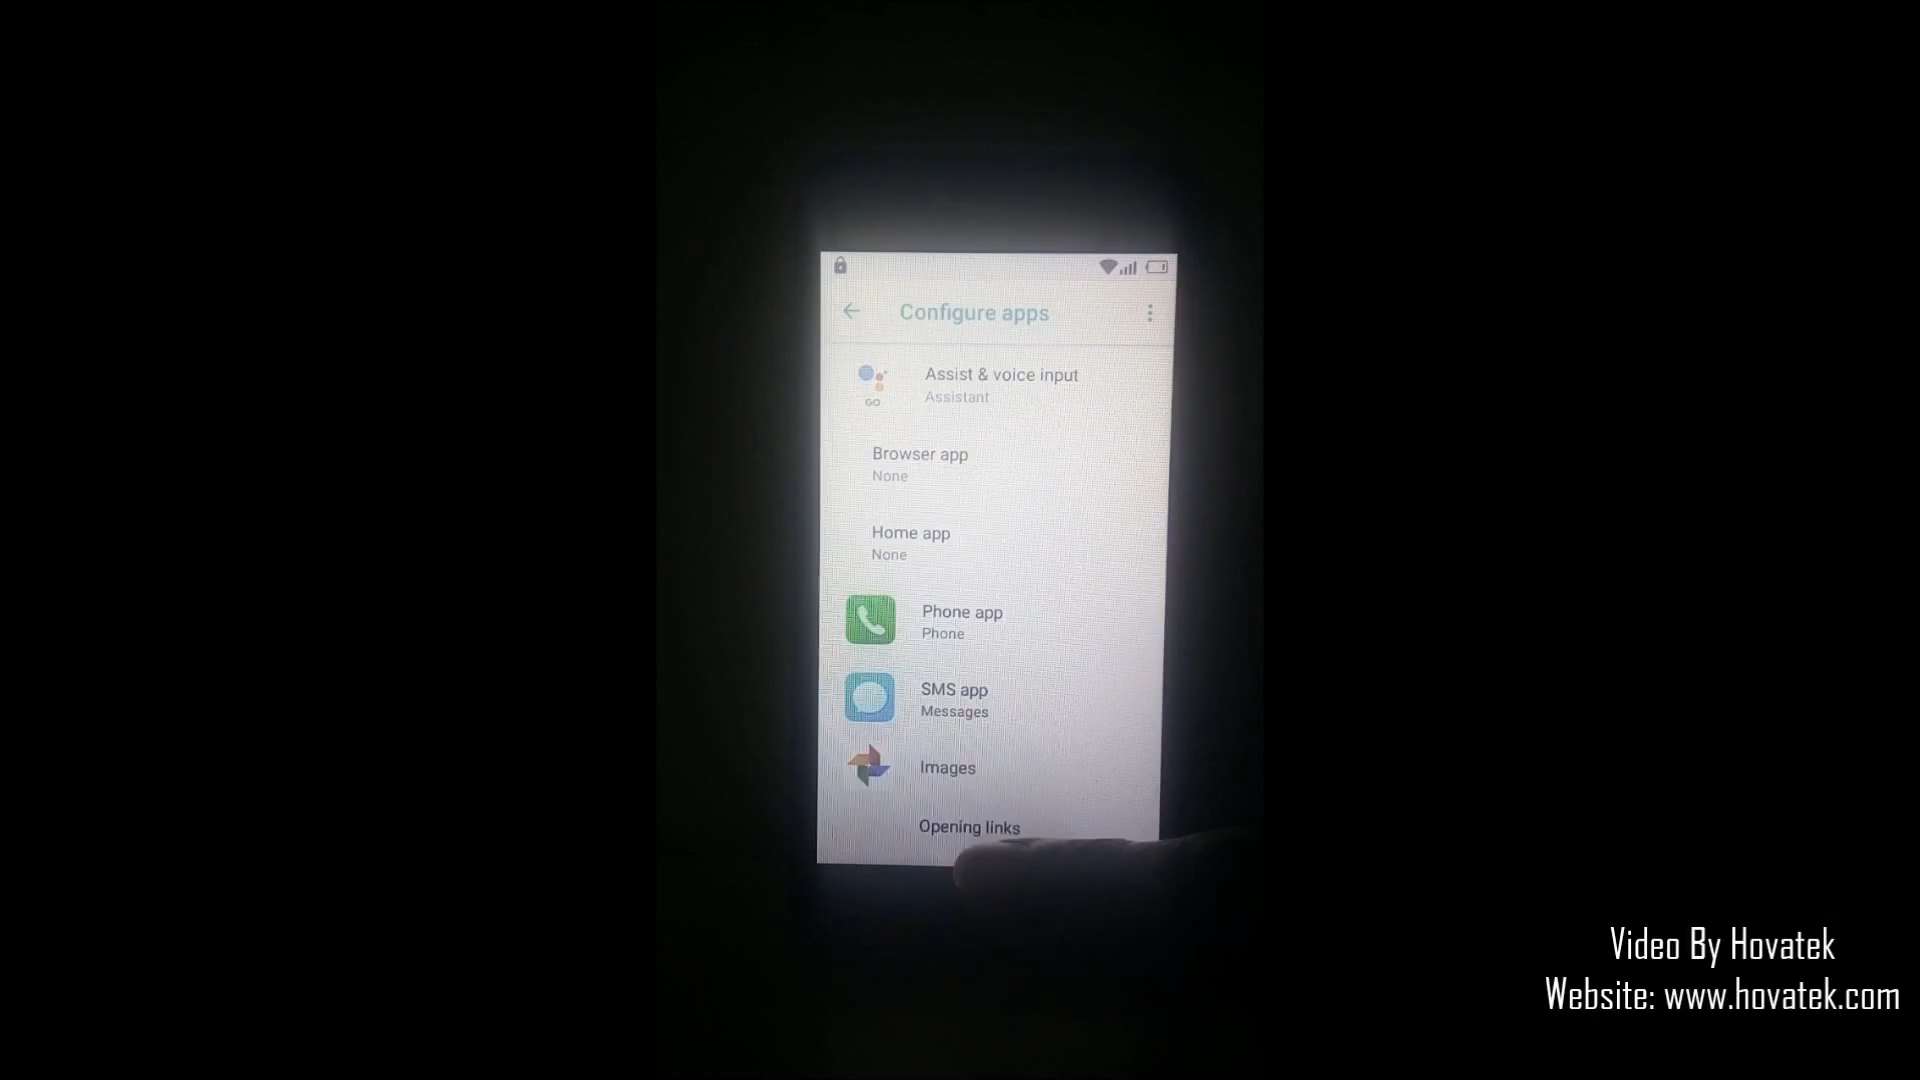 Configure apps
GO
Assist & voice input
Assistant
Browser app
None
Home app
None
Phone app
Phone
SMS app
Messages
Images
Opening links
Video By Hovatek
Website: www.hovatek.com